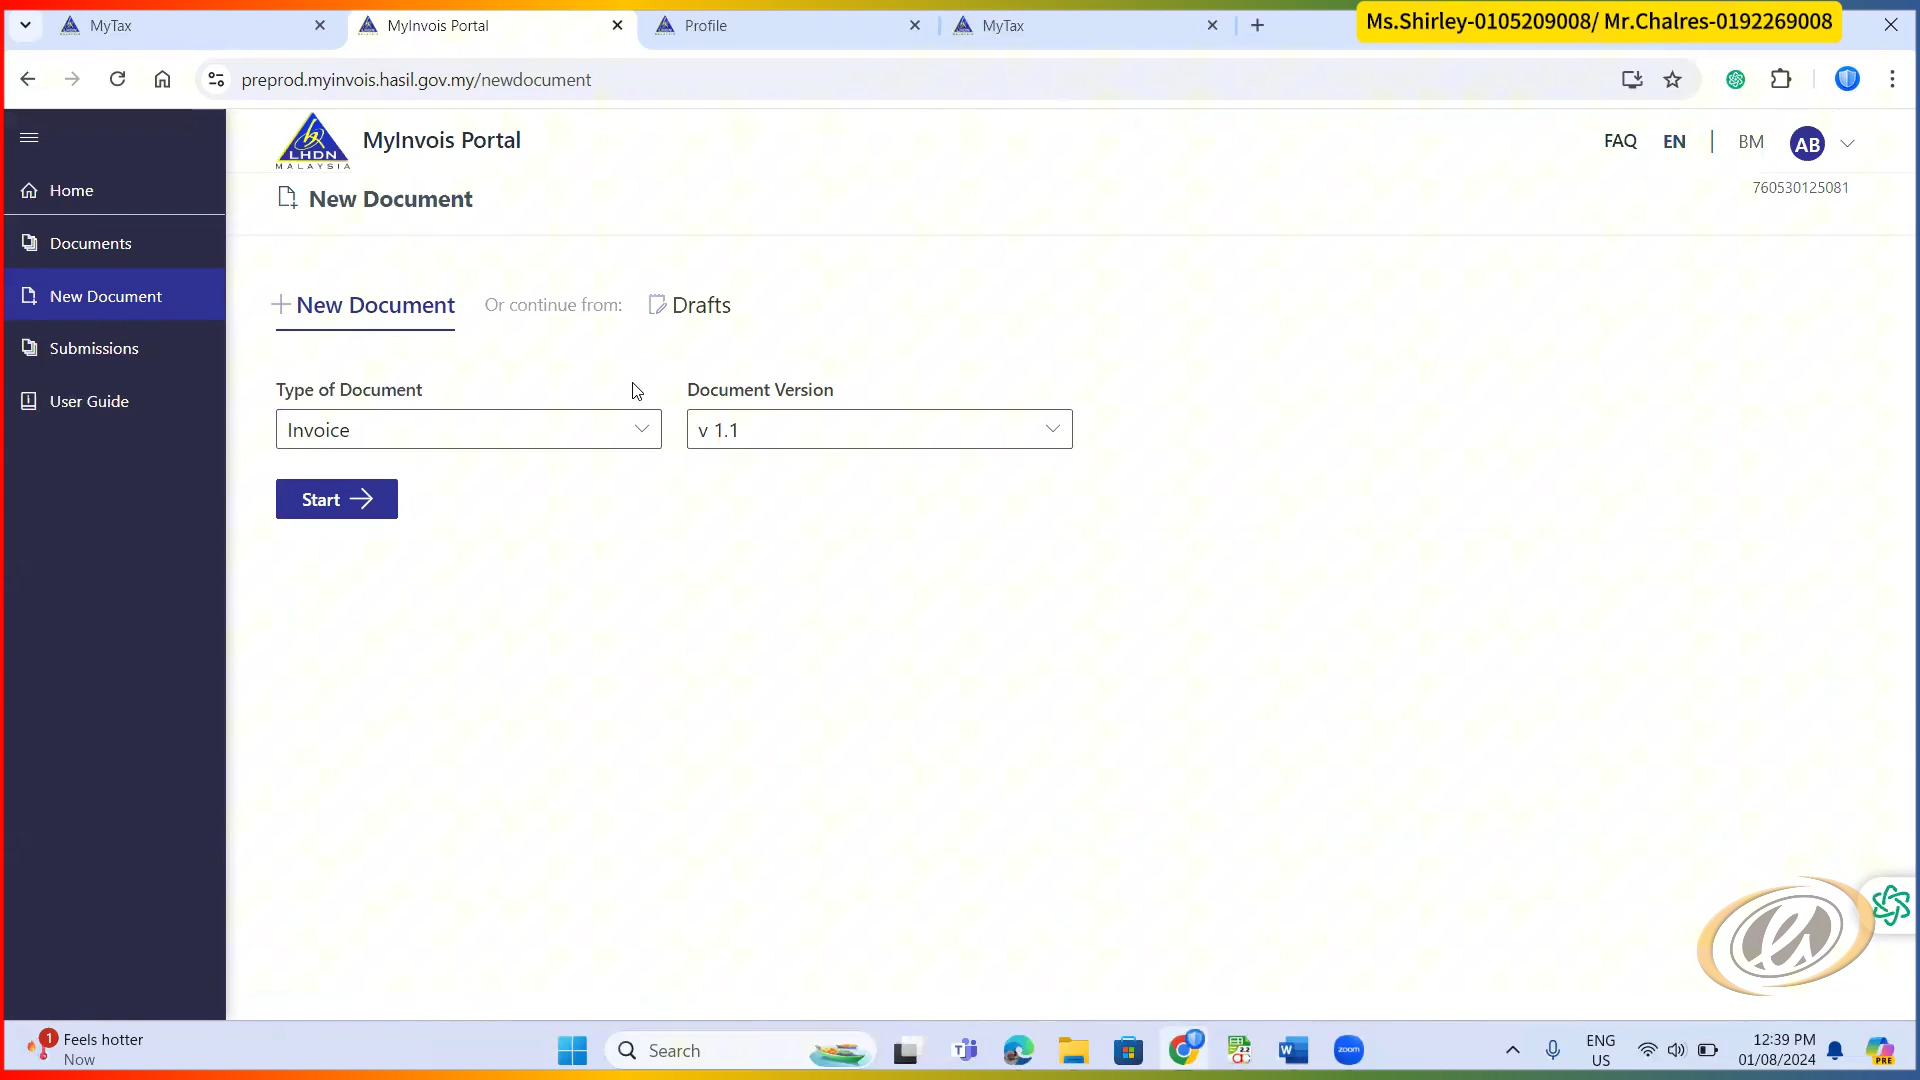 MyTax
MyInvois Portal
Profile
MyTax
Ms.Shirley-0105209008/ Mr.Chalres-0192269008
preprod.myinvois.hasil.gov.my/newdocument
LHDN
MALAYSIA
MyInvois Portal
FAQ
EN
BM
AB
760530125081
Home
Documents
New Document
Submissions
User Guide
New Document
New Document
Or continue from:
Drafts
Type of Document
Document Version
Invoice
v 1.1
Start
1
Feels hotter
Now
Search
zoom
ENG
US
12:39 PM
01/08/2024
PRE